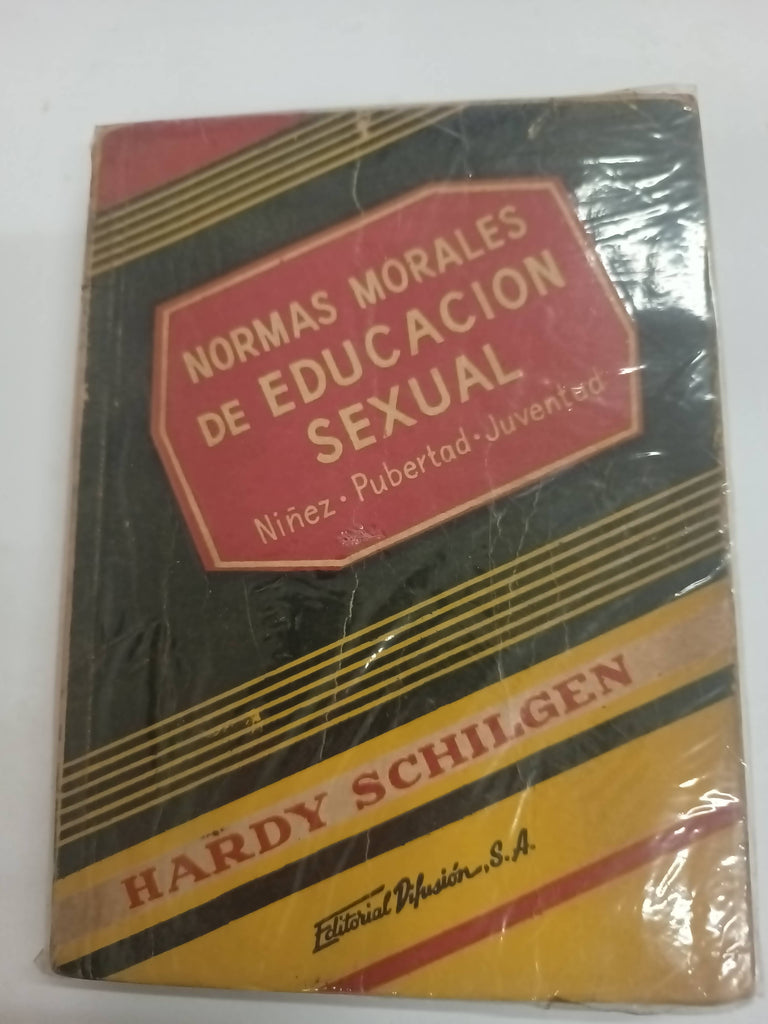 NORMAS MORALES
DE EDUCACION
SEXUAL
Niñez · Pubertad · Juventud
HARDY SCHILGEN
Editorial Difusión, S.A.